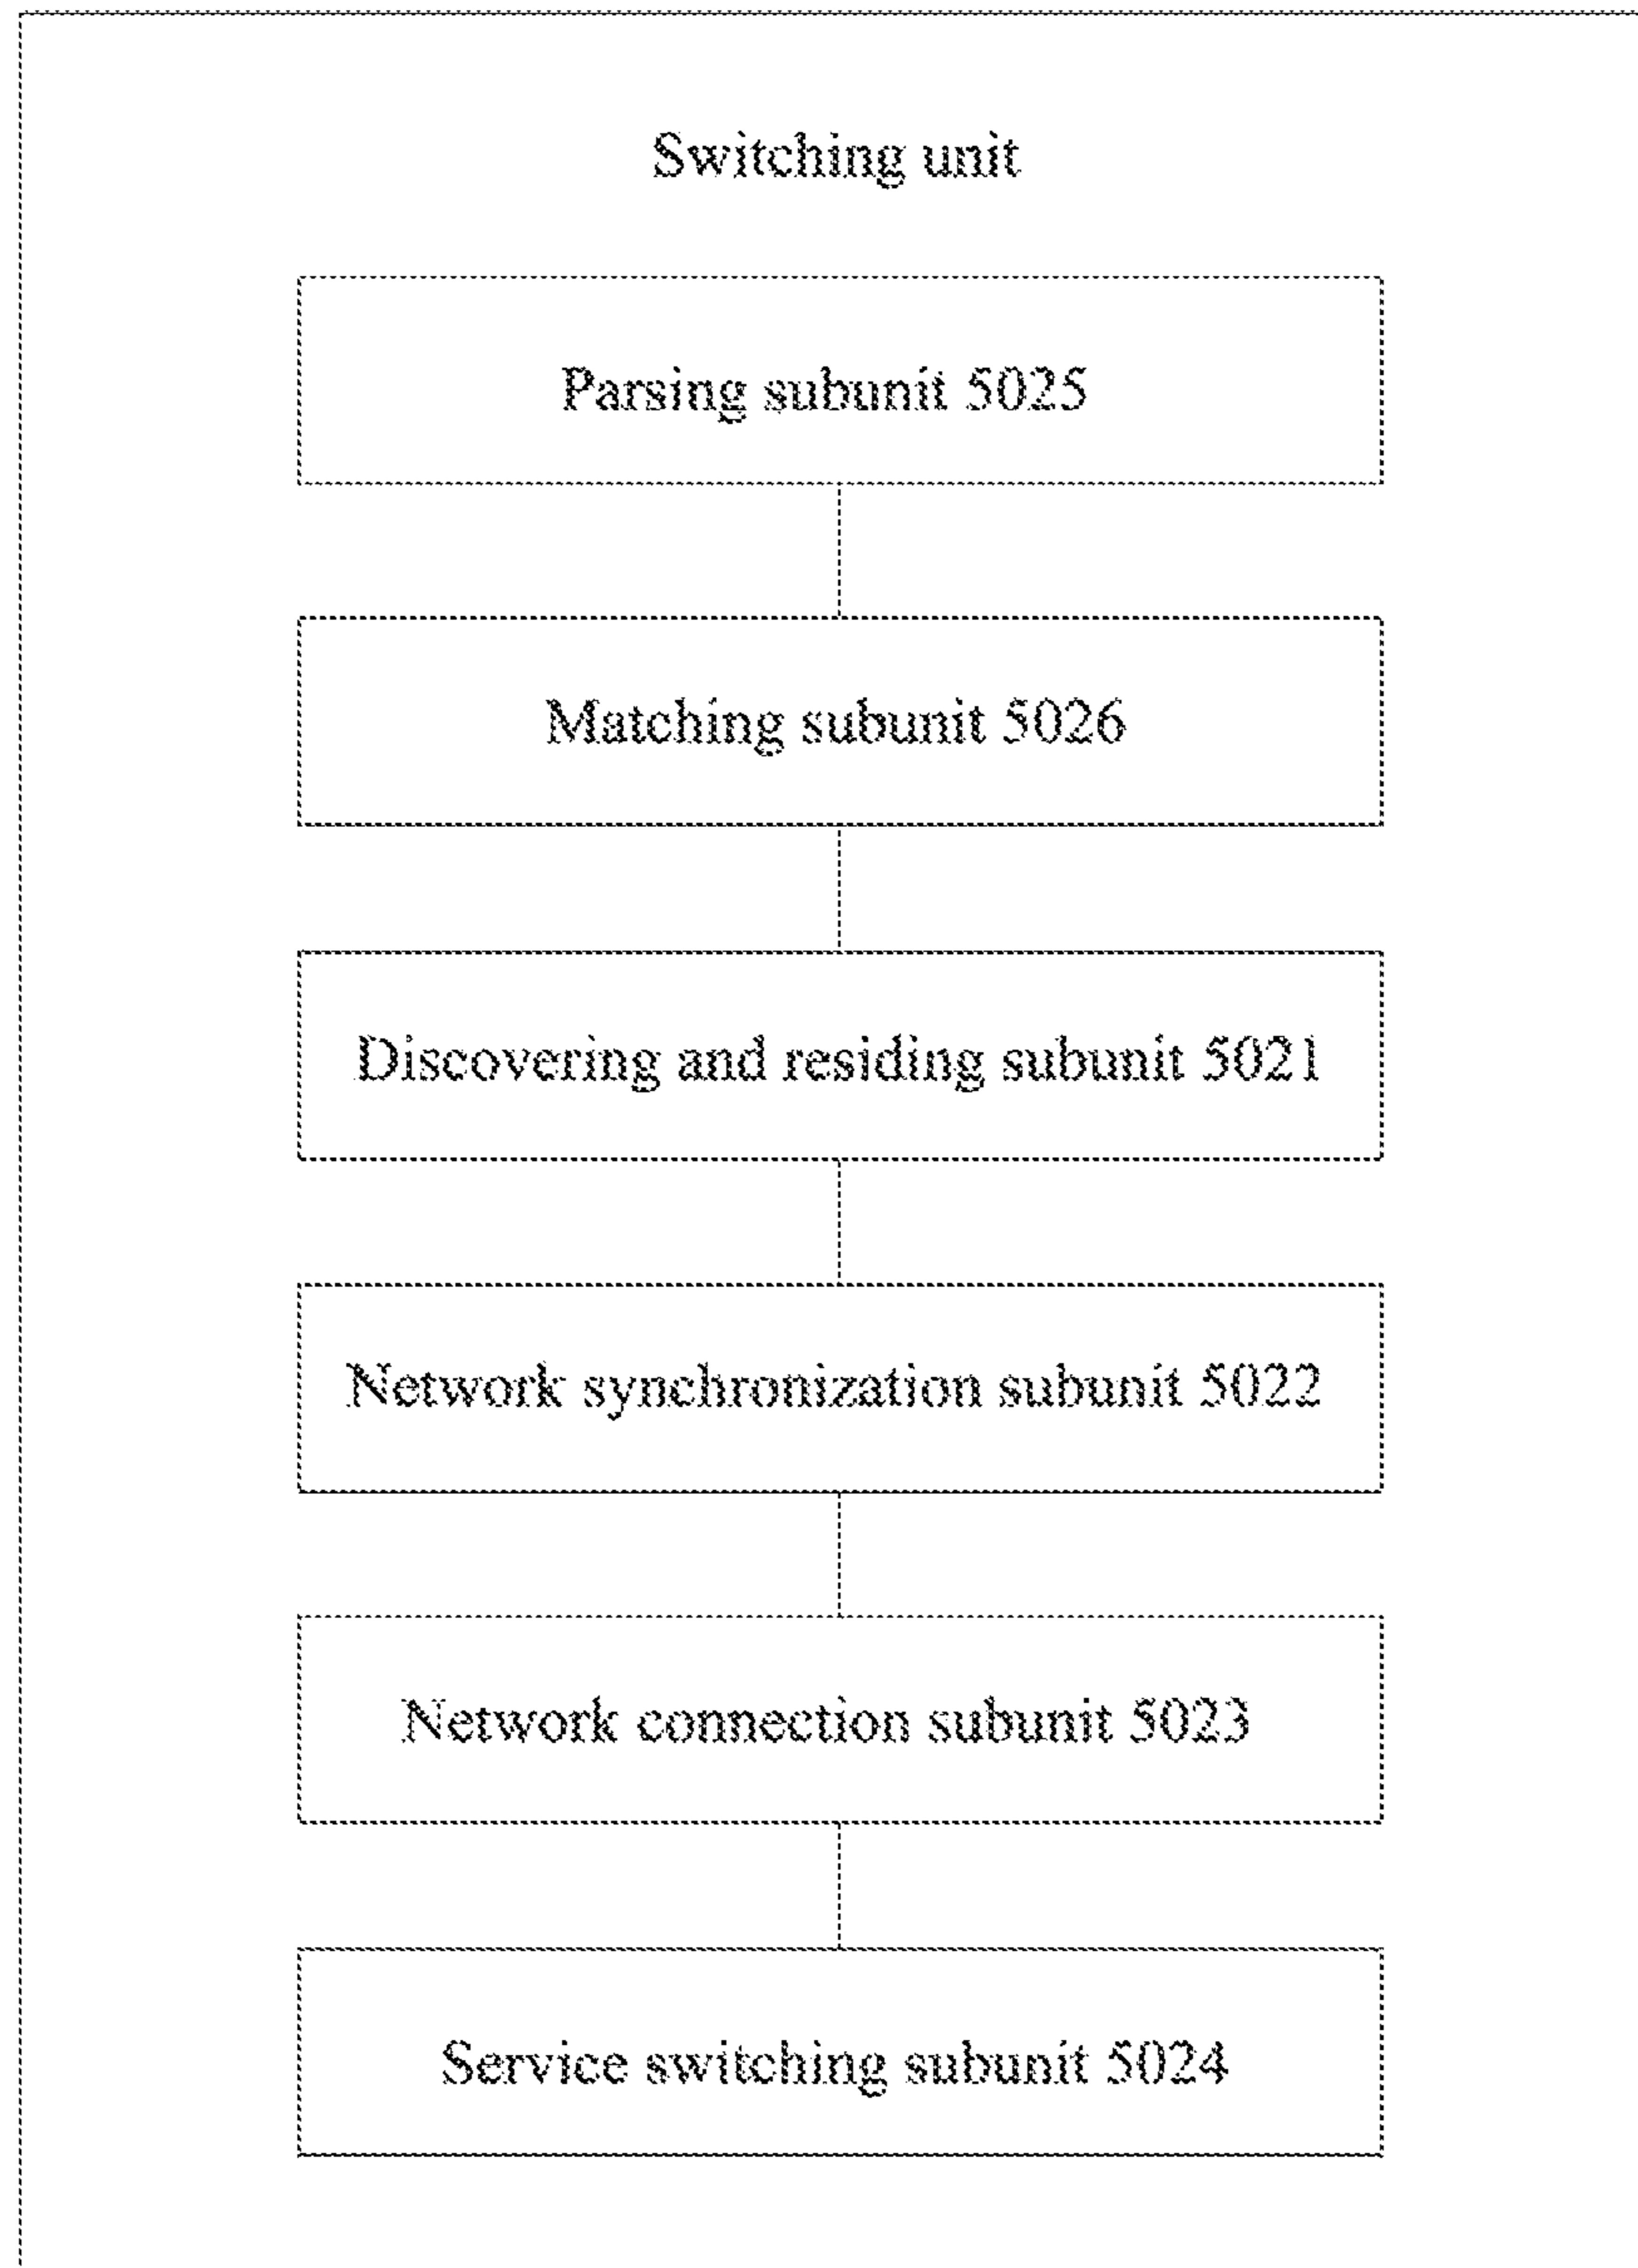 Switching unit
Parsing subunit 5025
Matching subunit 5026
Discovering and residing subunit 5021
Network synchronization subunit 5022
Network connection subunit 5023
Service switching subunit 5024